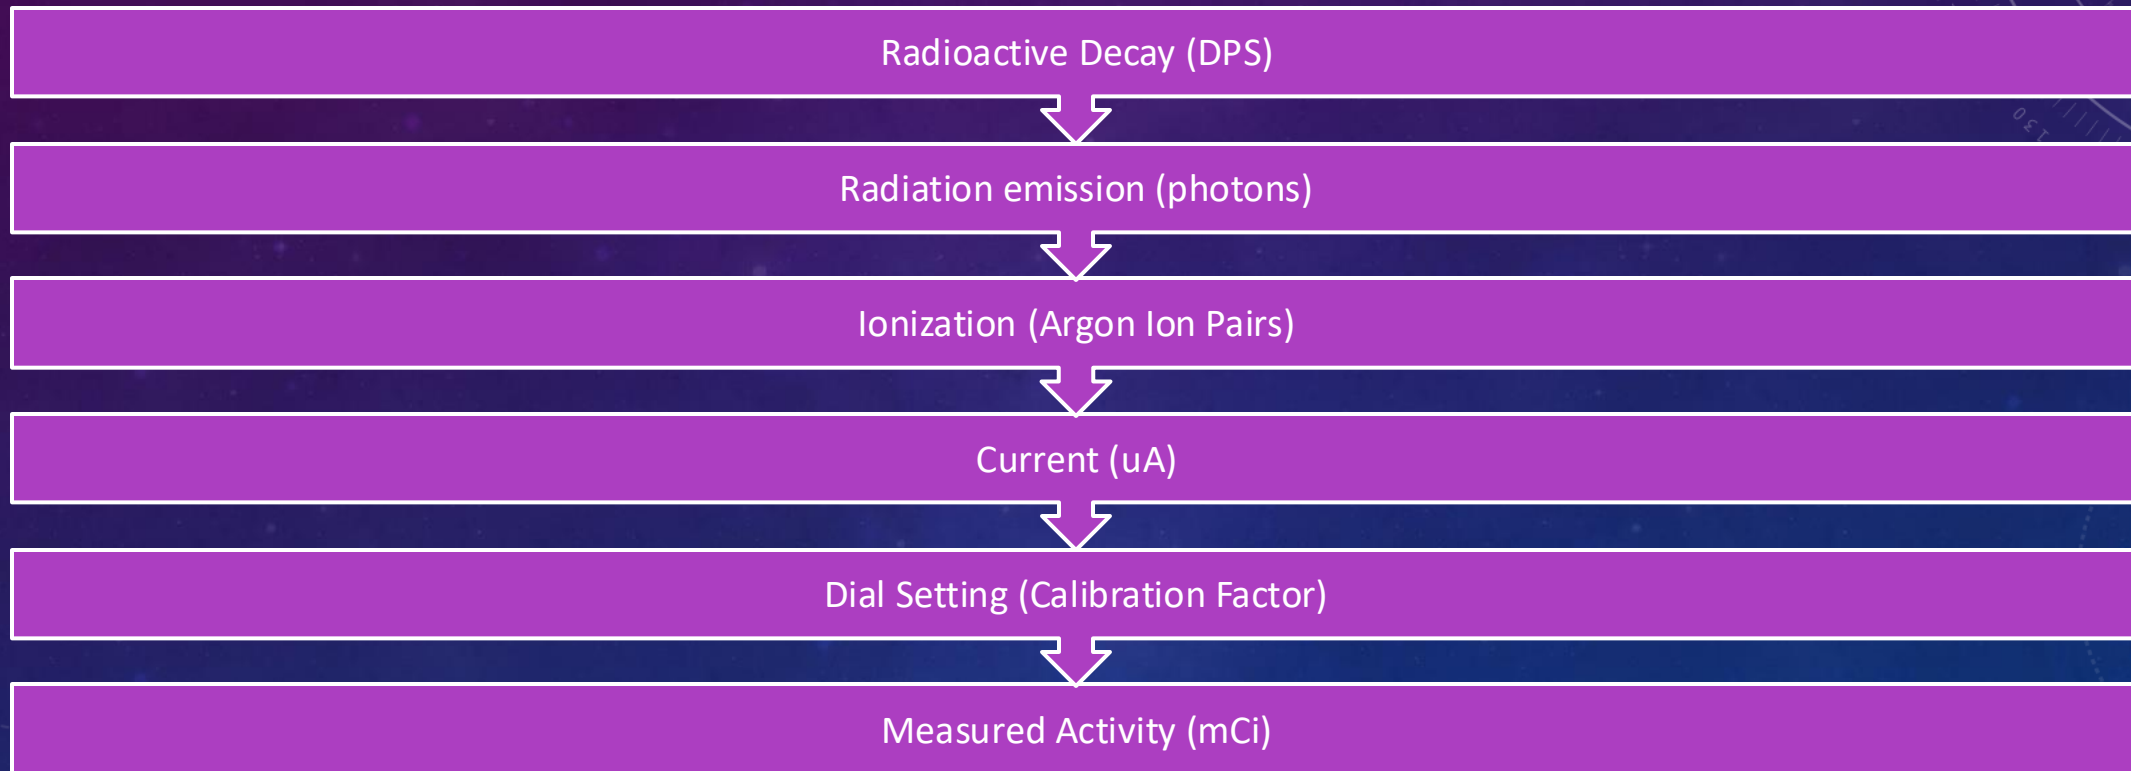 Radioactive Decay (DPS)
130
Radiation emission (photons)
Ionization (Argon Ion Pairs)
Current (uA)
Dial Setting (Calibration Factor)
Measured Activity (mCi)